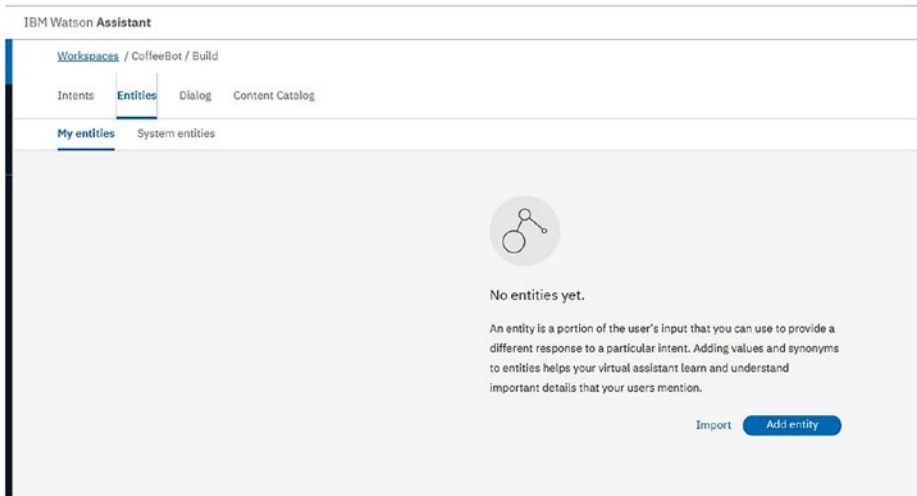 IBM Watson Assistant
Workspaces / CoffeeBot / Build
Intents Entities Dialog Content Catalog
My entities System entities
No entities yet.
An entity is a portion of the user's input that you can use to provide a
different response to a particular intent. Adding values and synonyms
to entities helps your virtual assistant learn and understand
important details that your users mention.
Import Add entity